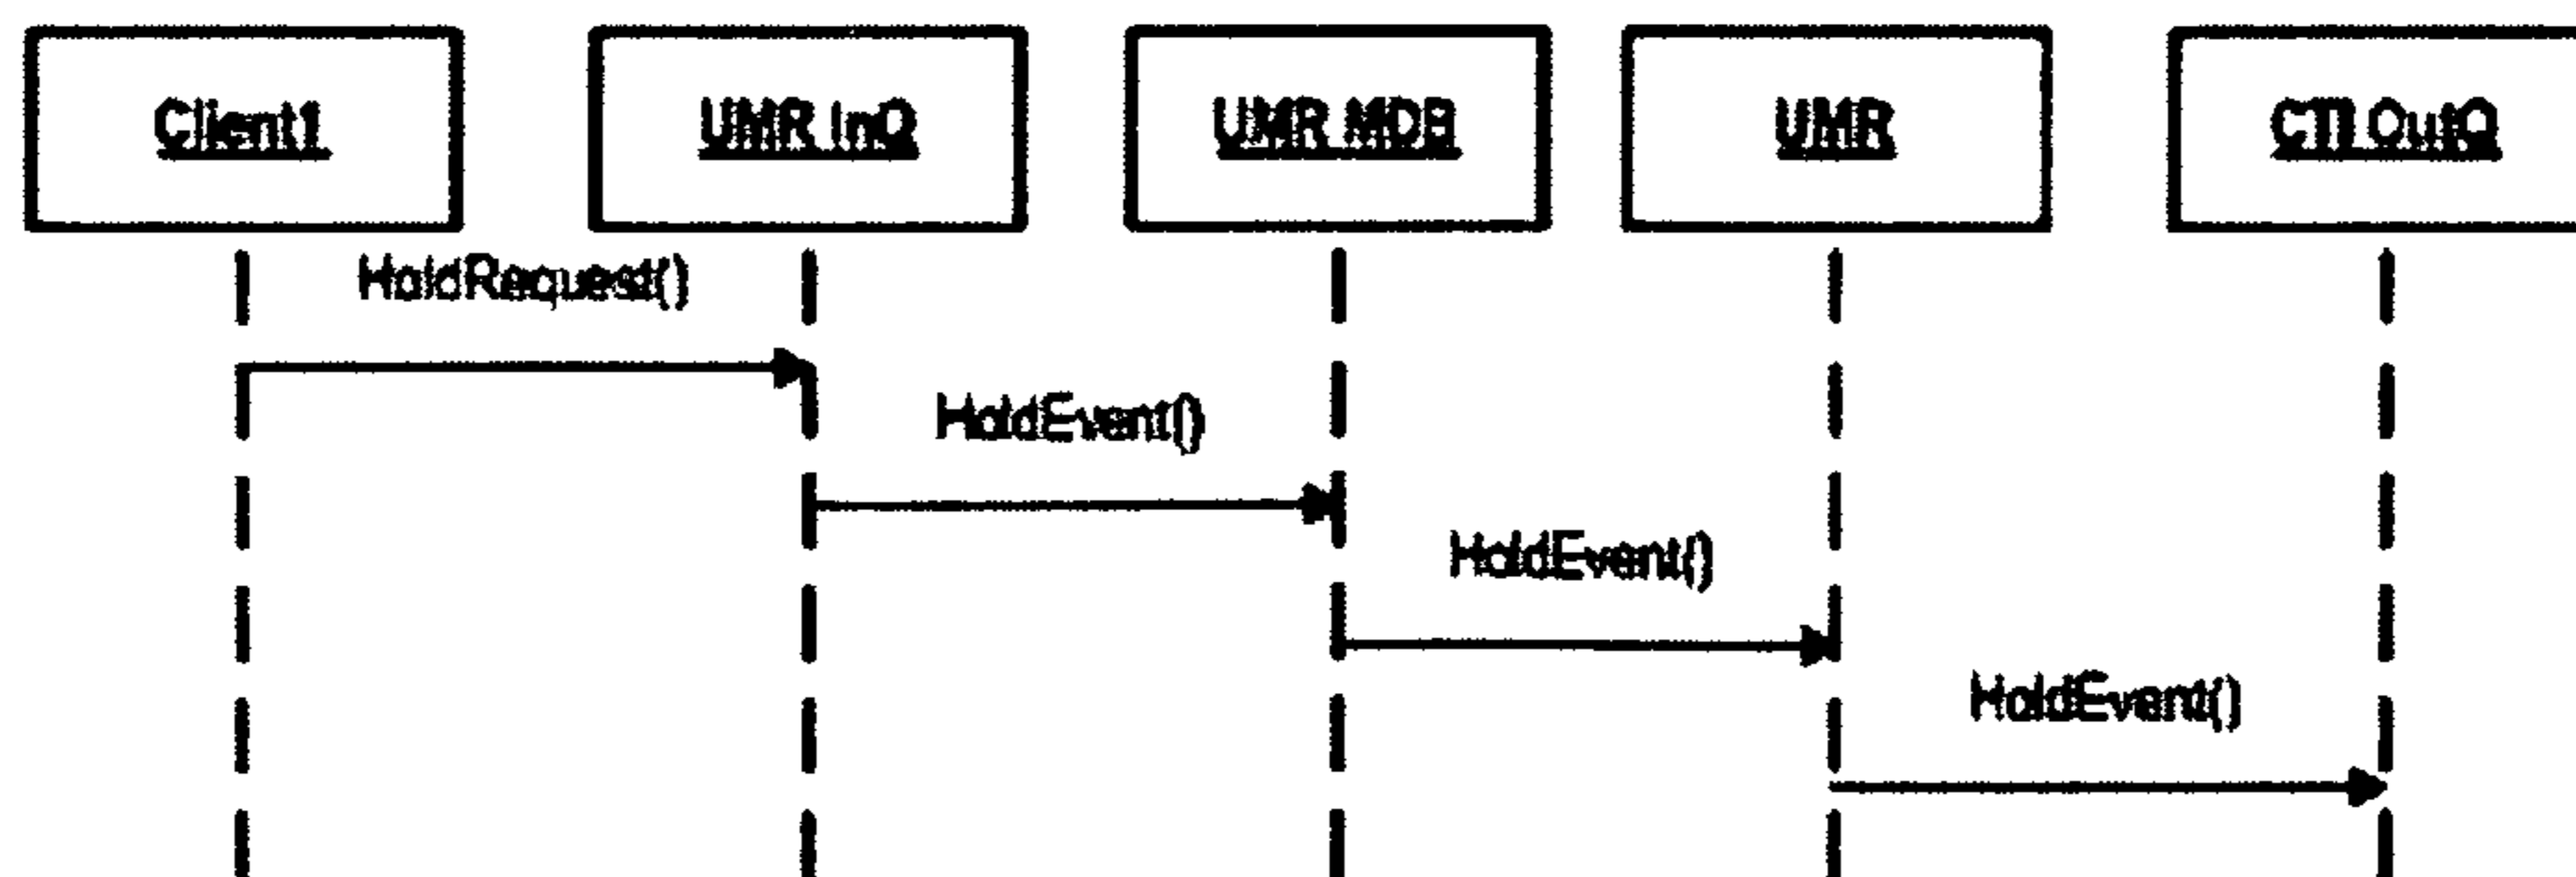 Client1
UMR InQ
UMR MDB
UMR
CTI OutQ
HoldRequest()
HoldEvent()
HoldEvent()
HoldEvent()